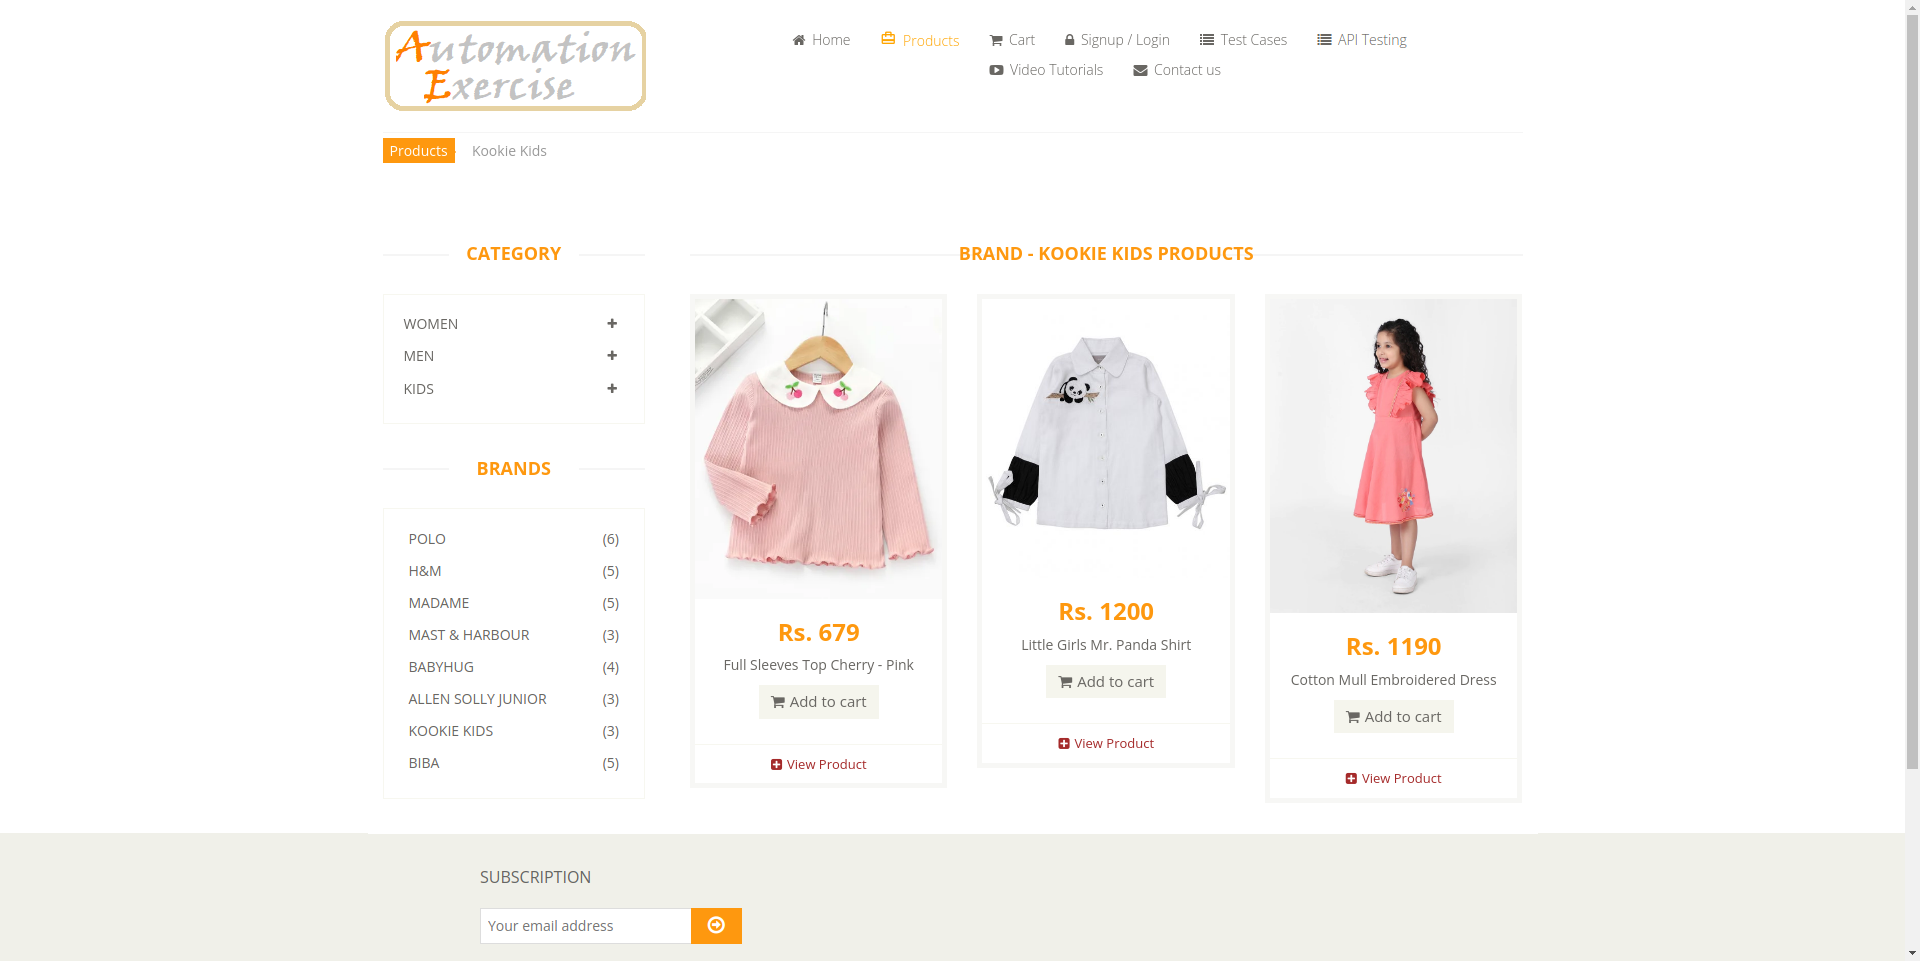 Automation
Exercise
Home
Products
Cart
Signup / Login
Test Cases
API Testing
Video Tutorials
Contact us
Products
Kookie Kids
CATEGORY
WOMEN
MEN
KIDS
BRANDS
POLO (6)
H&M (5)
MADAME (5)
MAST & HARBOUR (3)
BABYHUG (4)
ALLEN SOLLY JUNIOR (3)
KOOKIE KIDS (3)
BIBA (5)
BRAND - KOOKIE KIDS PRODUCTS
Rs. 679
Full Sleeves Top Cherry - Pink
Add to cart
View Product
Rs. 1200
Little Girls Mr. Panda Shirt
Add to cart
View Product
Rs. 1190
Cotton Mull Embroidered Dress
Add to cart
View Product
SUBSCRIPTION
Your email address